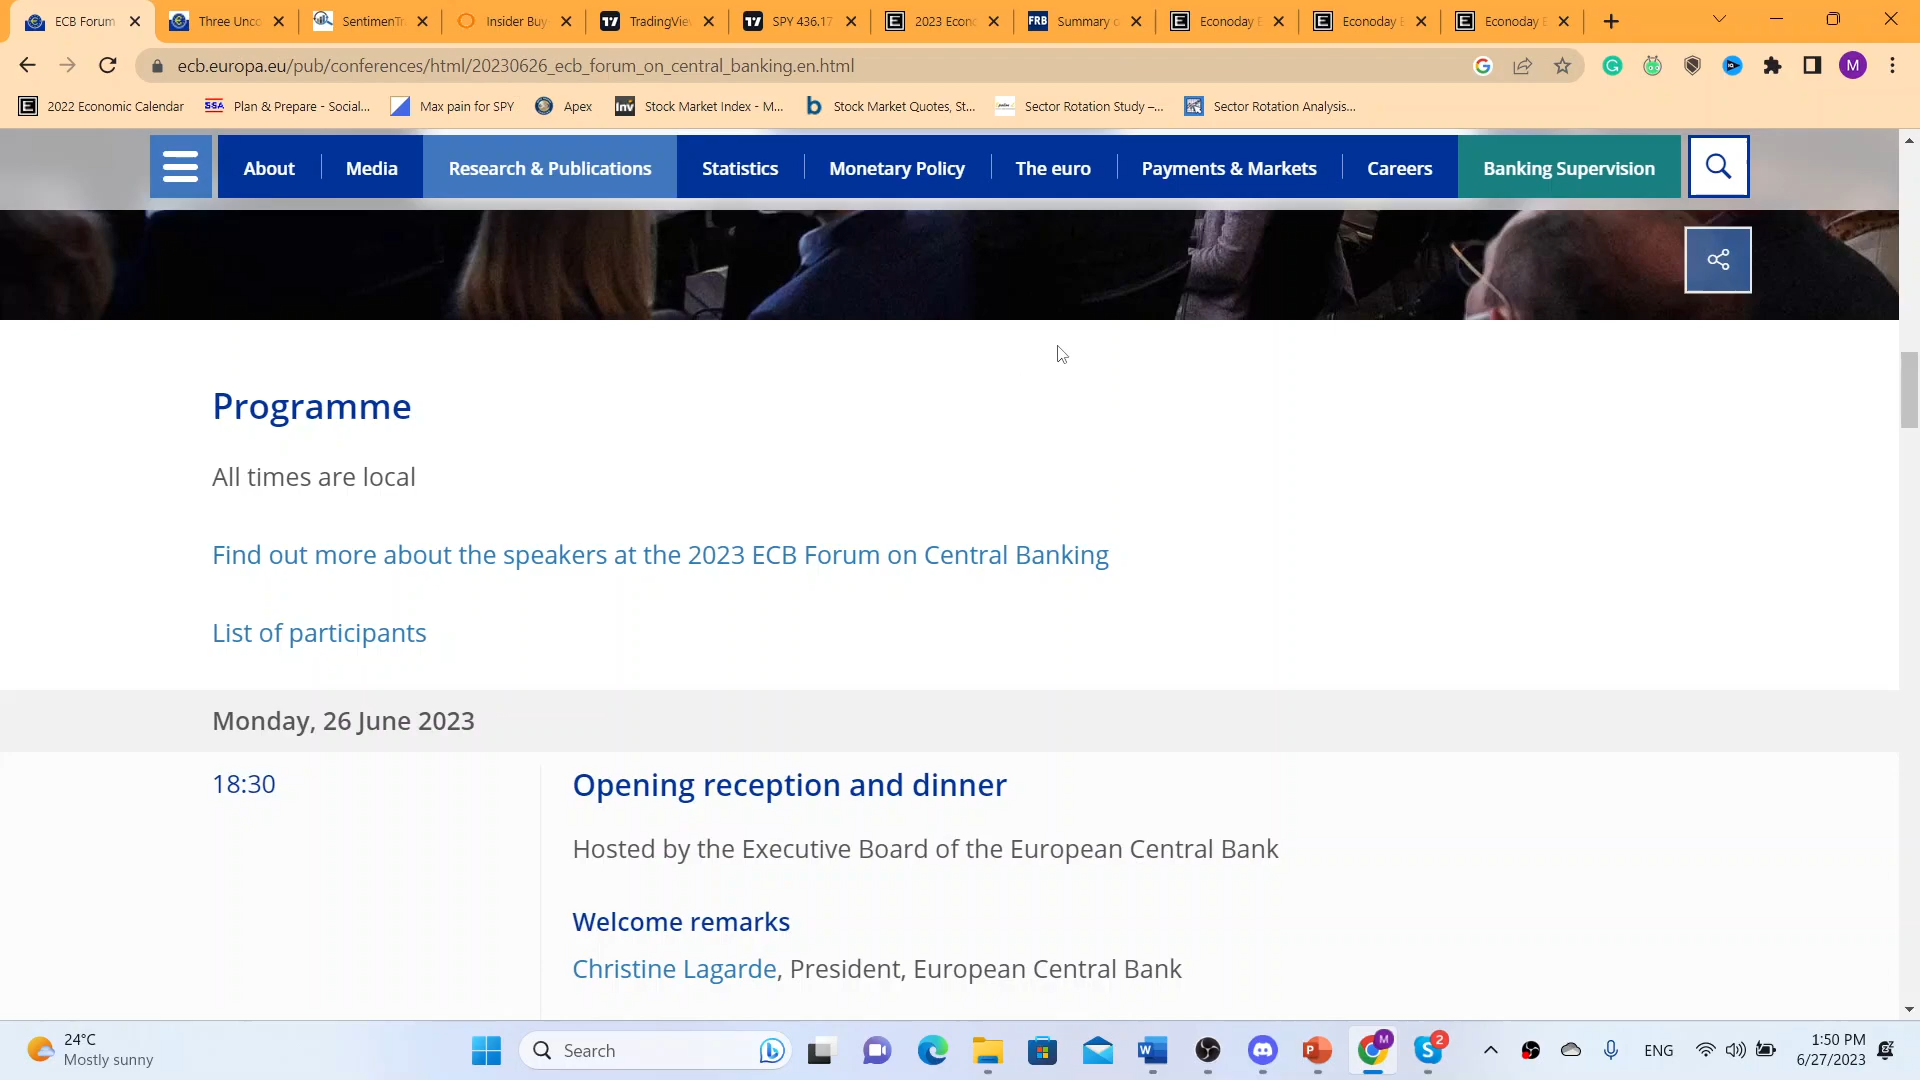 ECB Forum
Three Unco
SentimenTr
Insider Buy
TradingVie
SPY 436.17
2023 Econ
FRB
Summary o
Econoday E
Econoday E
Econoday E
ecb.europa.eu/pub/conferences/html/20230626_ecb_forum_on_central_banking.en.html
M
2022 Economic Calendar
SSA
Plan & Prepare - Social...
Max pain for SPY
Apex
Inv
Stock Market Index - M...
b
Stock Market Quotes, St...
Sector Rotation Study –...
Sector Rotation Analysis...
About
Media
Research & Publications
Statistics
Monetary Policy
The euro
Payments & Markets
Careers
Banking Supervision
Programme
All times are local
Find out more about the speakers at the 2023 ECB Forum on Central Banking
List of participants
Monday, 26 June 2023
18:30
Opening reception and dinner
Hosted by the Executive Board of the European Central Bank
Welcome remarks
Christine Lagarde, President, European Central Bank
24°C
Mostly sunny
Search
M
2
ENG
1:50 PM
6/27/2023